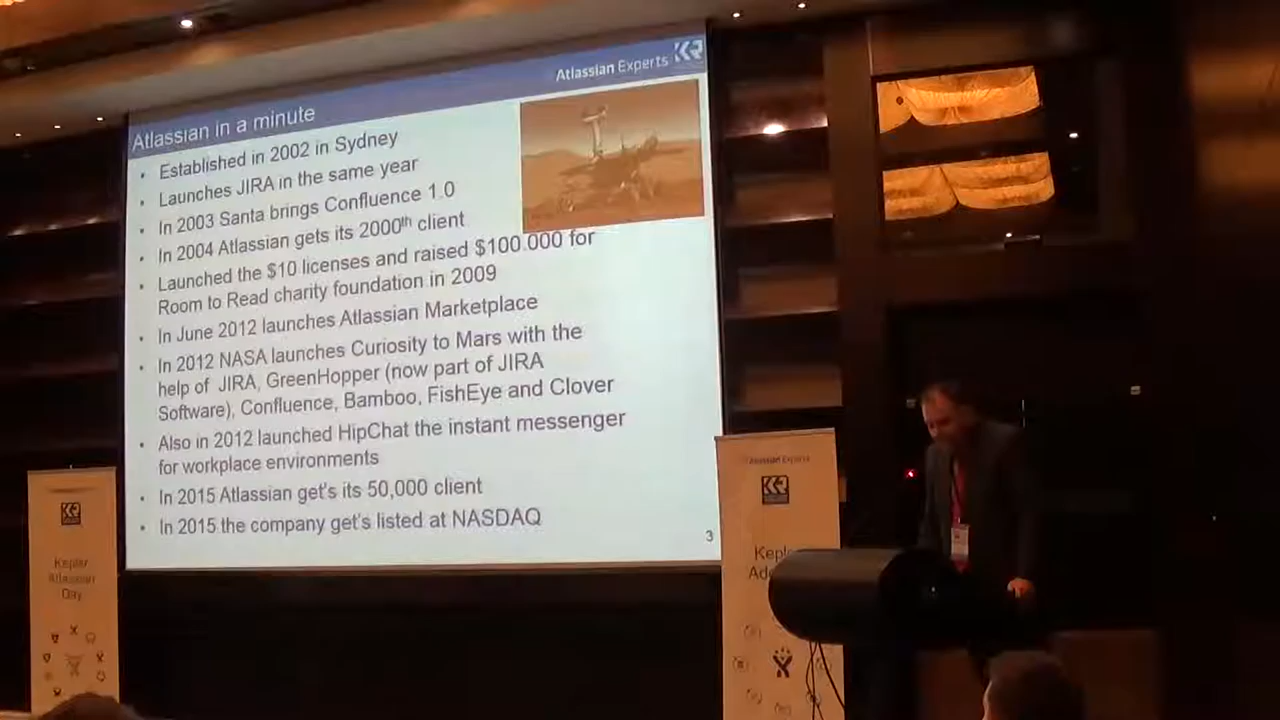 Atlassian Experts
KR
Atlassian in a minute
Established in 2002 in Sydney
Launches JIRA in the same year
In 2003 Santa brings Confluence 1.0
In 2004 Atlassian gets its 2000th client
Launched the $10 licenses and raised $100.000 for
Room to Read charity foundation in 2009
In June 2012 launches Atlassian Marketplace
In 2012 NASA launches Curiosity to Mars with the
help of JIRA, GreenHopper (now part of JIRA
Software), Confluence, Bamboo, FishEye and Clover
Also in 2012 launched HipChat the instant messenger
for workplace environments
In 2015 Atlassian get's its 50,000 client
In 2015 the company get's listed at NASDAQ
3
KR
Kepler
Atlassian
Day
Atlassian Experts
KR